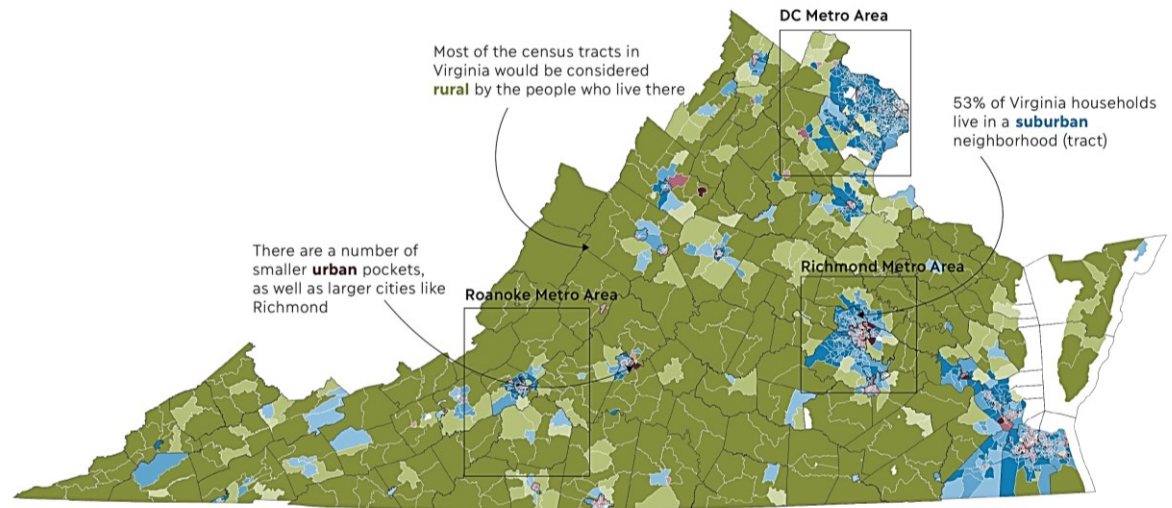 DC Metro Area
Most of the census tracts in
Virginia would be considered
rural by the people who live there
53% of Virginia households
live in a suburban
neighborhood (tract)
There are a number of
smaller urban pockets,
as well as larger cities like
Richmond
Roanoke Metro Area
Richmond Metro Area